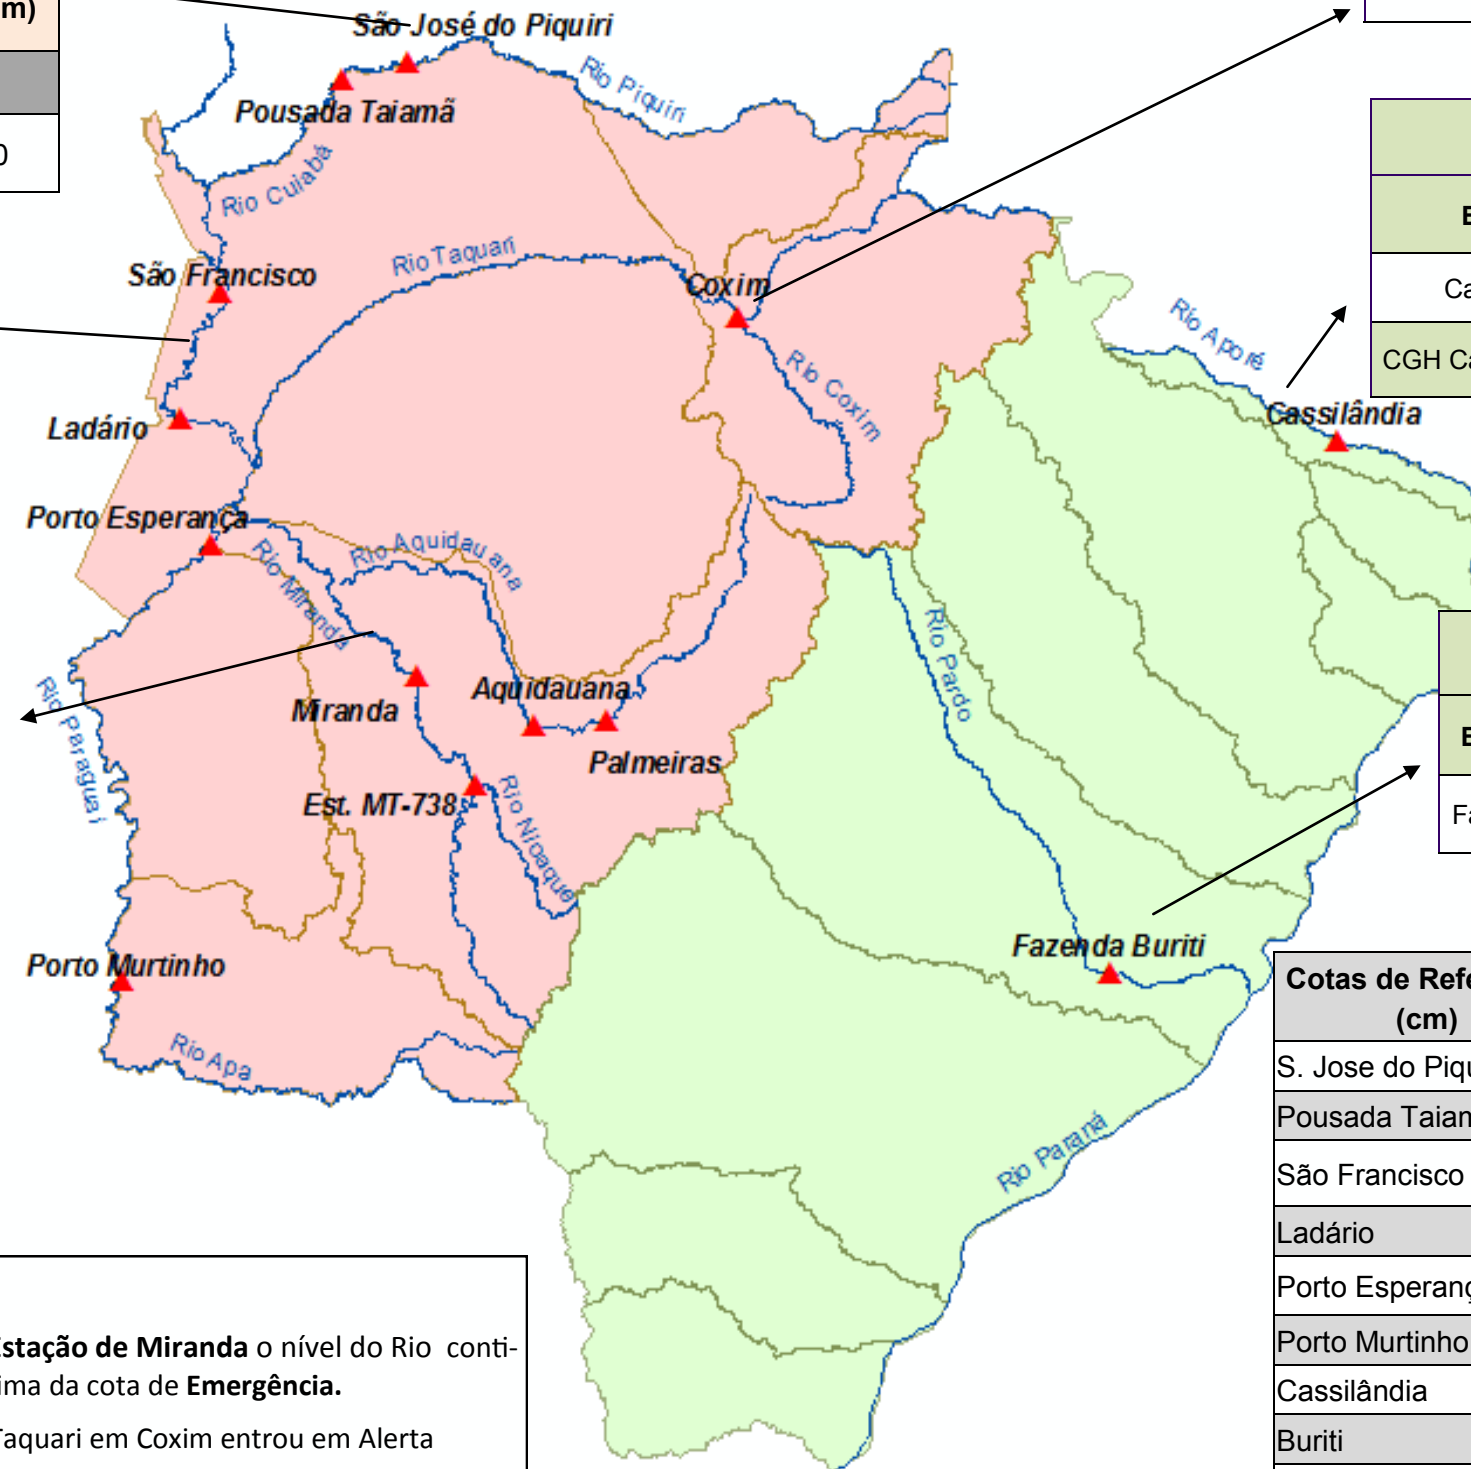 m)
0
São José do Piquiri
Pousada Taiamã
Rio Piquiri
Rio Cuiabá
São Francisco
Rio Taquari
Coxim
Rio Coxim
Rio Aporé
Cassilândia
Ladário
Porto Esperança
Rio Miranda
Rio Aquidauana
Rio Paraguai
Miranda
Aquidauana
Palmeiras
Est. MT-738
Rio Nioaque
Rio Pardo
Fazenda Buriti
Porto Murtinho
Rio Apa
Rio Paraná
E
Ca
CGH Ca
E
Fa
Cotas de Refe
(cm)
S. Jose do Piqu
Pousada Taiam
São Francisco
Ladário
Porto Esperanç
Porto Murtinho
Cassilândia
Buriti
Estação de Miranda o nível do Rio conti-
ima da cota de Emergência.
Taquari em Coxim entrou em Alerta